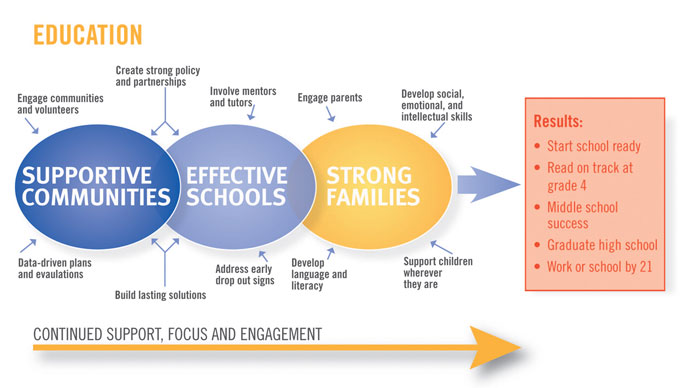 EDUCATION
Create strong policy
and partnerships
Engage communities
and volunteers
Involve mentors
and tutors
Engage parents
Develop social,
emotional, and
intellectual skills
SUPPORTIVE
COMMUNITIES
EFFECTIVE
SCHOOLS
STRONG
FAMILIES
Data-driven plans
and evaulations
Build lasting solutions
Address early
drop out signs
Develop
language and
literacy
Support children
wherever
they are
Results:
• Start school ready
• Read on track at
grade 4
• Middle school
success
• Graduate high school
• Work or school by 21
CONTINUED SUPPORT, FOCUS AND ENGAGEMENT